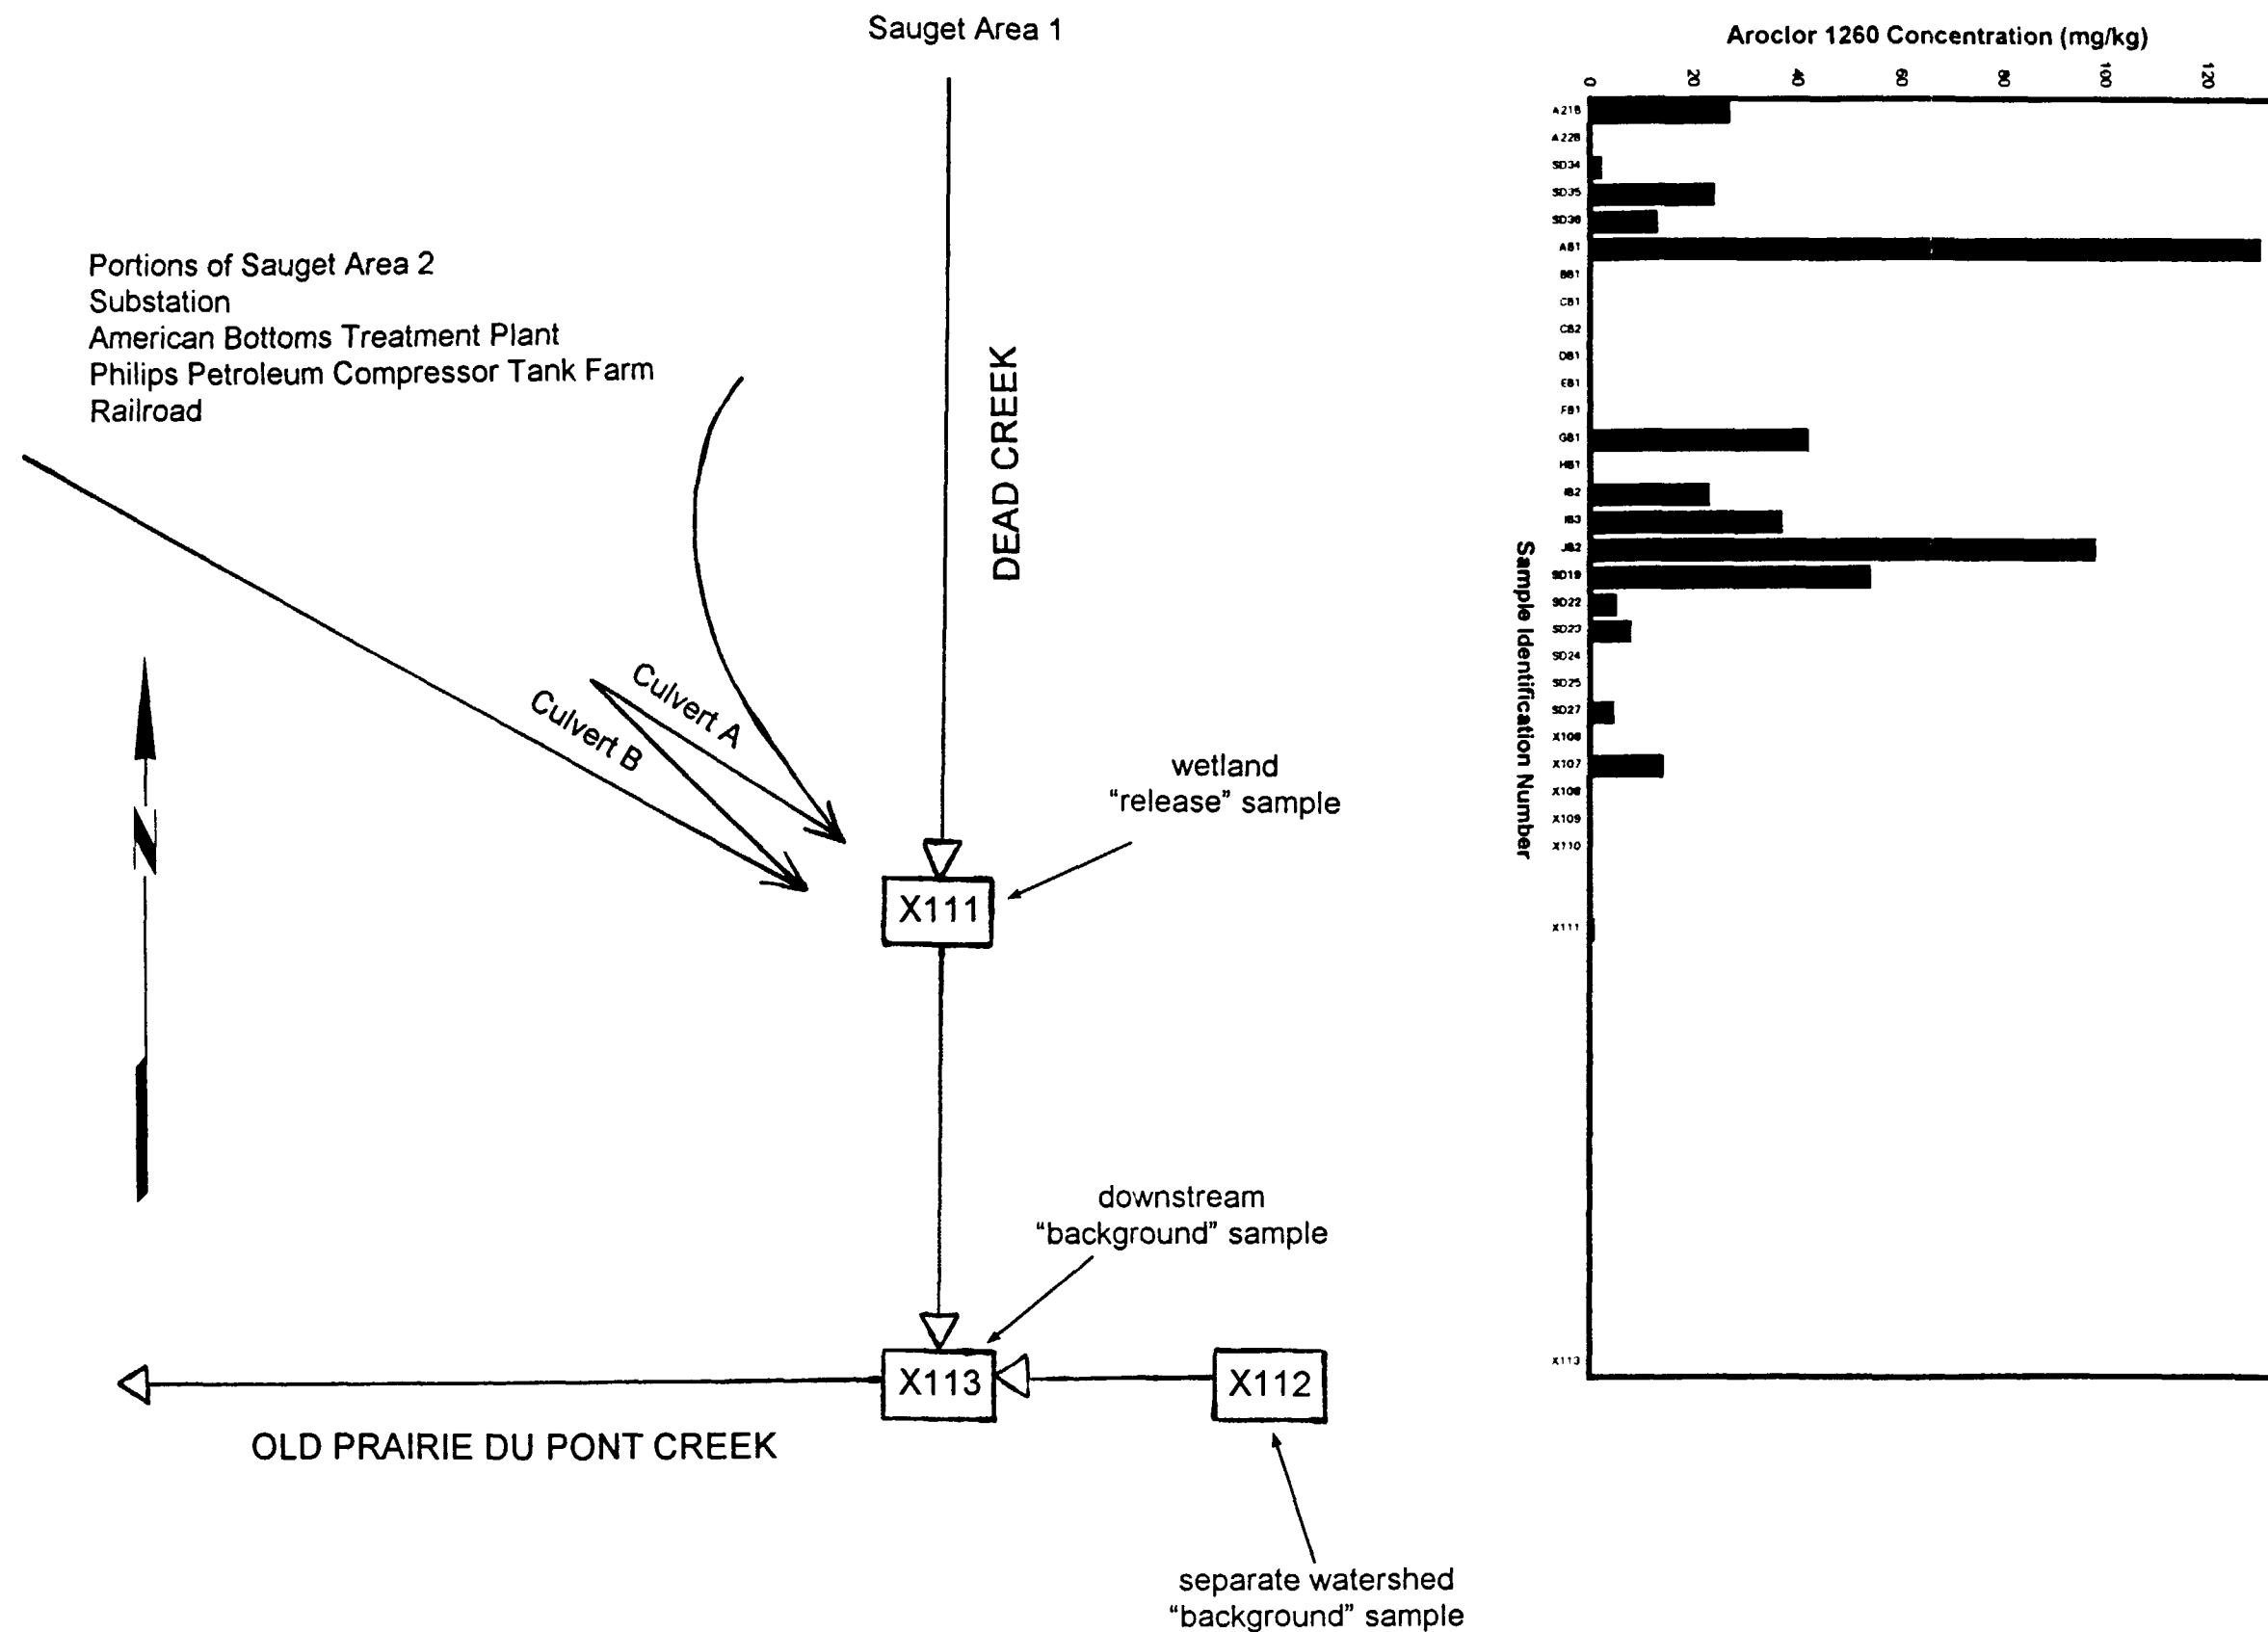 Sauget Area 1
Portions of Sauget Area 2
Substation
American Bottoms Treatment Plant
Philips Petroleum Compressor Tank Farm
Railroad
DEAD CREEK
Culvert A
Culvert B
N
wetland
“release” sample
X111
downstream
“background” sample
X113
X112
OLD PRAIRIE DU PONT CREEK
separate watershed
“background” sample
Aroclor 1260 Concentration (mg/kg)
0 20 40 60 80 100 120
Sample Identification Number
A21B
A22B
SD34
SD35
SD36
AB1
BB1
CB1
CB2
DB1
EB1
FB1
GB1
HB1
IB2
IB3
JB2
SD19
SD22
SD23
SD24
SD25
SD27
X107
X109
X110
X111
X113